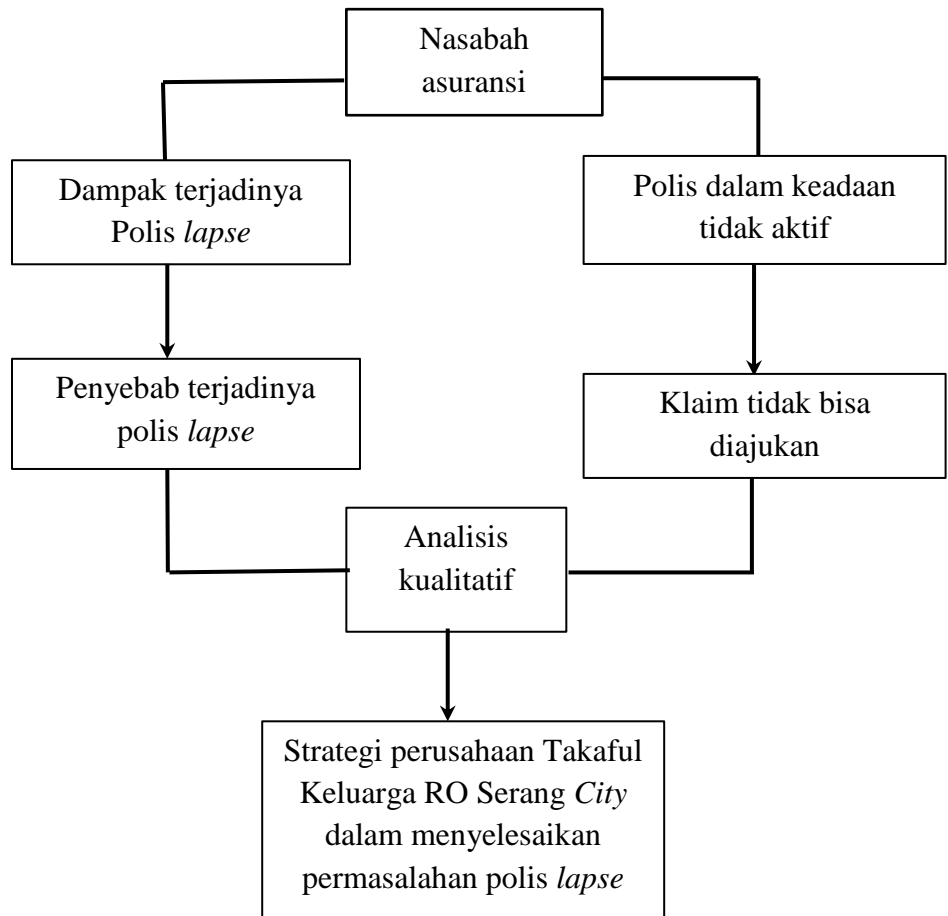 Nasabah
asuransi
Dampak terjadinya
Polis lapse
Polis dalam keadaan
tidak aktif
Penyebab terjadinya
polis lapse
Klaim tidak bisa
diajukan
Analisis
kualitatif
Strategi perusahaan Takaful
Keluarga RO Serang City
dalam menyelesaikan
permasalahan polis lapse